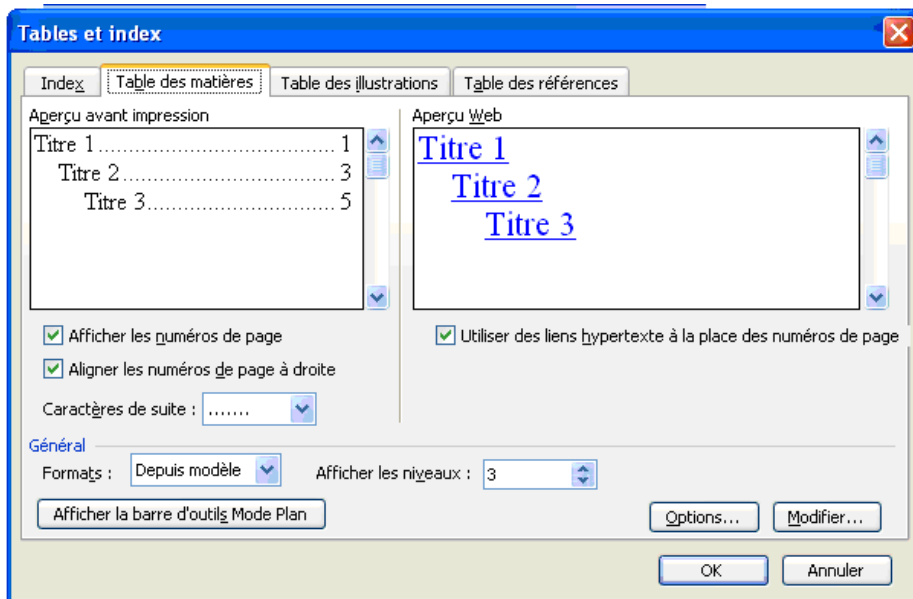 Tables et index
Index Table des matières Table des illustrations Table des références
Aperçu avant impression
Titre 1.................................... 1
Titre 2................................ 3
Titre 3............................ 5
Aperçu Web
Titre 1
Titre 2
Titre 3
Afficher les numéros de page
Aligner les numéros de page à droite
Caractères de suite : .......
Utiliser des liens hypertexte à la place des numéros de page
Général
Formats : Depuis modèle Afficher les niveaux : 3
Afficher la barre d'outils Mode Plan Options... Modifier...
OK Annuler